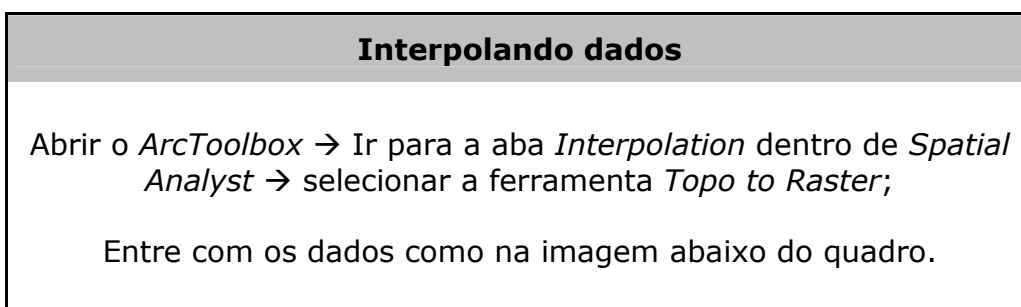 Interpolando dados
Abrir o ArcToolbox → Ir para a aba Interpolation dentro de Spatial
Analyst → selecionar a ferramenta Topo to Raster;
Entre com os dados como na imagem abaixo do quadro.